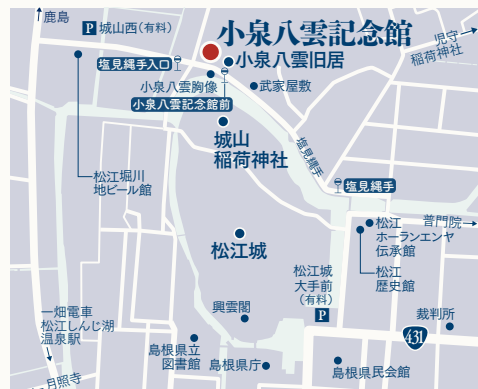 鹿島
P 城山西(有料)
小泉八雲記念館
児守
稲荷神社
塩見縄手入口
小泉八雲旧居
小泉八雲胸像
武家屋敷
小泉八雲記念館前
城山
稲荷神社
塩見縄手
塩見縄手
松江堀川
地ビール館
松江
ホーランエンヤ
伝承館
普門院
松江城
松江
歴史館
松江城
大手前
(有料)
P
興雲閣
一畑電車
松江しんじ湖
温泉駅
裁判所
431
島根県立
図書館
島根県庁
島根県民会館
月照寺